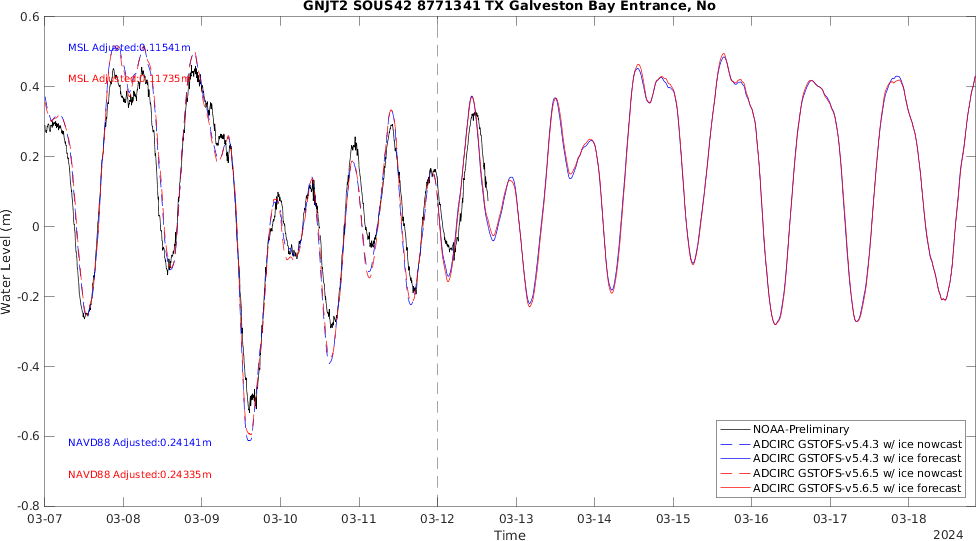 GNJT2 SOUS42 8771341 TX Galveston Bay Entrance, No
0.6
MSL Adjusted:0.11541m
MSL Adjusted:0.11735m
0.4
0.2
0
-0.2
-0.4
-0.6
-0.8
Water Level (m)
NAVD88 Adjusted:0.24141m
NAVD88 Adjusted:0.24335m
NOAA-Preliminary
ADCIRC GSTOFS-v5.4.3 w/ ice nowcast
ADCIRC GSTOFS-v5.4.3 w/ ice forecast
ADCIRC GSTOFS-v5.6.5 w/ ice nowcast
ADCIRC GSTOFS-v5.6.5 w/ ice forecast
03-07 03-08 03-09 03-10 03-11 03-12 03-13 03-14 03-15 03-16 03-17 03-18
Time
2024